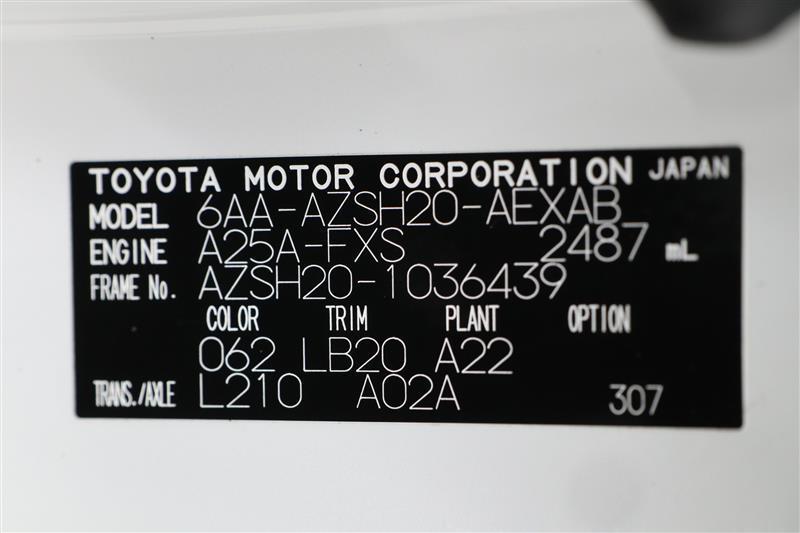 TOYOTA MOTOR CORPORATION JAPAN
MODEL 6AA-AZSH20-AEXAB
ENGINE A25A-FXS 2487 mL
FRAME No. AZSH20-1036439
COLOR TRIM PLANT OPTION
062 LB20 A22
TRANS./AXLE L210 A02A 307